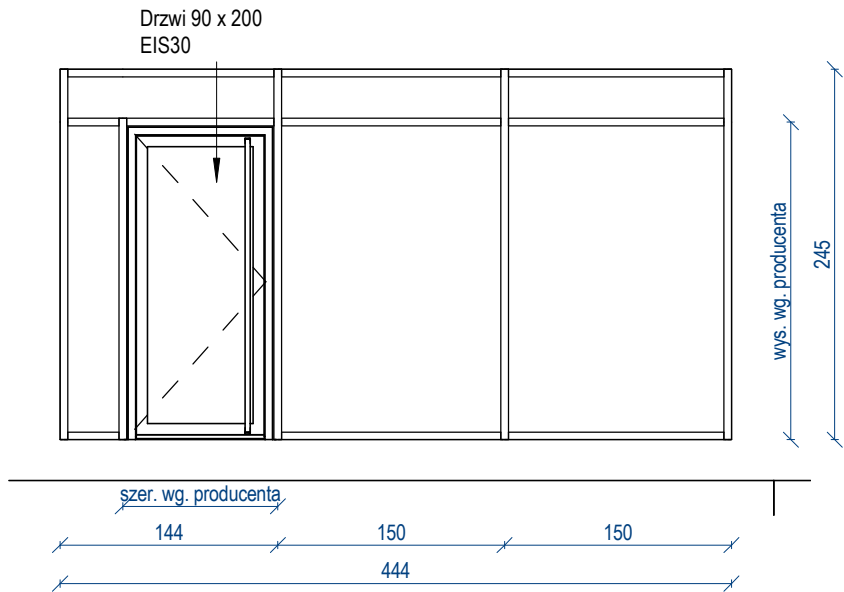 Drzwi 90 x 200
EIS30
wys. wg. producenta
245
szer. wg. producenta
144
150
150
444